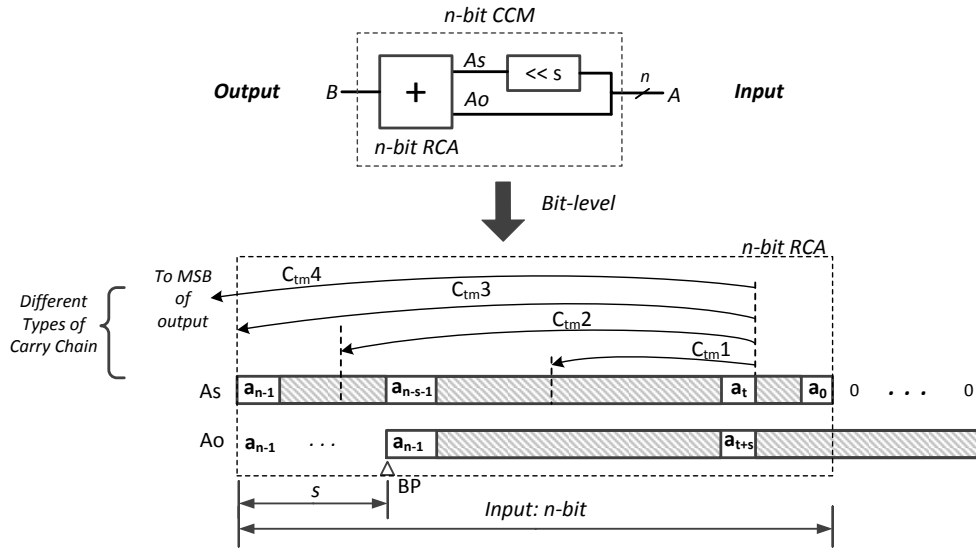 n-bit CCM
Output
B
+
n-bit RCA
As
<< s
Ao
n
A
Input
Bit-level
n-bit RCA
Different
Types of
Carry Chain
To MSB
of
output
Ctm4
Ctm3
Ctm2
Ctm1
As
an-1
an-s-1
at
a0
0 . . . 0
Ao
an-1
...
an-1
at+s
BP
s
Input: n-bit